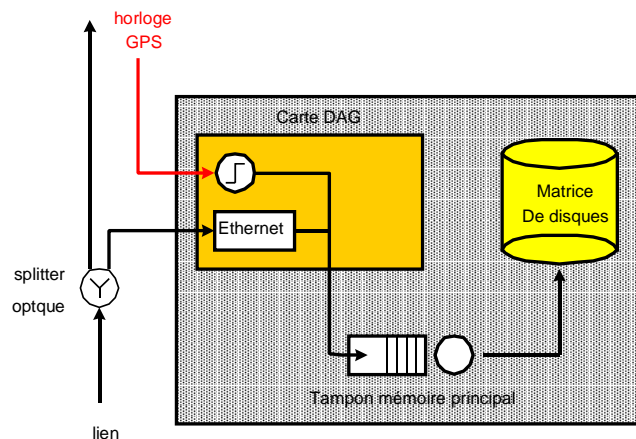 horloge
GPS
Carte DAG
Matrice
De disques
Ethernet
splitter
optque
Tampon mémoire principal
lien